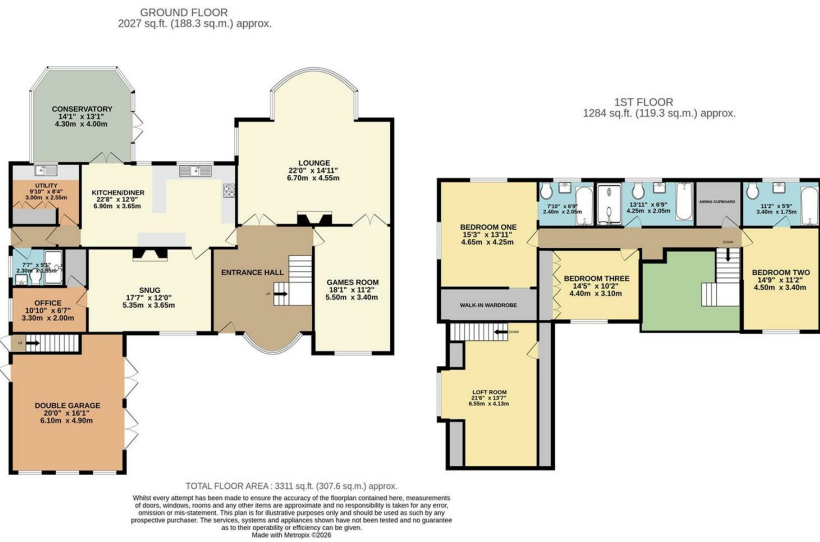 GROUND FLOOR
2027 sq.ft. (188.3 sq.m.) approx.
CONSERVATORY
14'1" x 13'1"
4.30m x 4.00m
LOUNGE
22'0" x 14'11"
6.70m x 4.55m
UTILITY
9'10" x 8'4"
3.00m x 2.55m
KITCHEN/DINER
22'8" x 12'0"
6.90m x 3.65m
7'7" x 5'1"
ENTRANCE HALL
UP
SNUG
17'7" x 12'0"
5.35m x 3.65m
GAMES ROOM
18'1" x 11'2"
5.50m x 3.40m
OFFICE
10'10" x 6'7"
3.30m x 2.00m
UP
DOUBLE GARAGE
20'0" x 16'1"
6.10m x 4.90m
1ST FLOOR
1284 sq.ft. (119.3 sq.m.) approx.
BEDROOM ONE
15'3" x 13'11"
4.65m x 4.25m
7'10" x 6'9"
2.40m x 2.05m
13'11" x 6'9"
4.25m x 2.05m
AIRING CUPBOARD
11'2" x 5'9"
3.40m x 1.75m
DOWN
BEDROOM THREE
14'5" x 10'2"
4.40m x 3.10m
BEDROOM TWO
14'9" x 11'2"
4.50m x 3.40m
WALK-IN WARDROBE
DOWN
LOFT ROOM
21'6" x 13'7"
6.55m x 4.13m
TOTAL FLOOR AREA : 3311 sq.ft. (307.6 sq.m.) approx.
Whilst every attempt has been made to ensure the accuracy of the floorplan contained here, measurements
of doors, windows, rooms and any other items are approximate and no responsibility is taken for any error,
omission or mis-statement. This plan is for illustrative purposes only and should be used as such by any
prospective purchaser. The services, systems and appliances shown have not been tested and no guarantee
as to their operability or efficiency can be given.
Made with Metropix ©2026